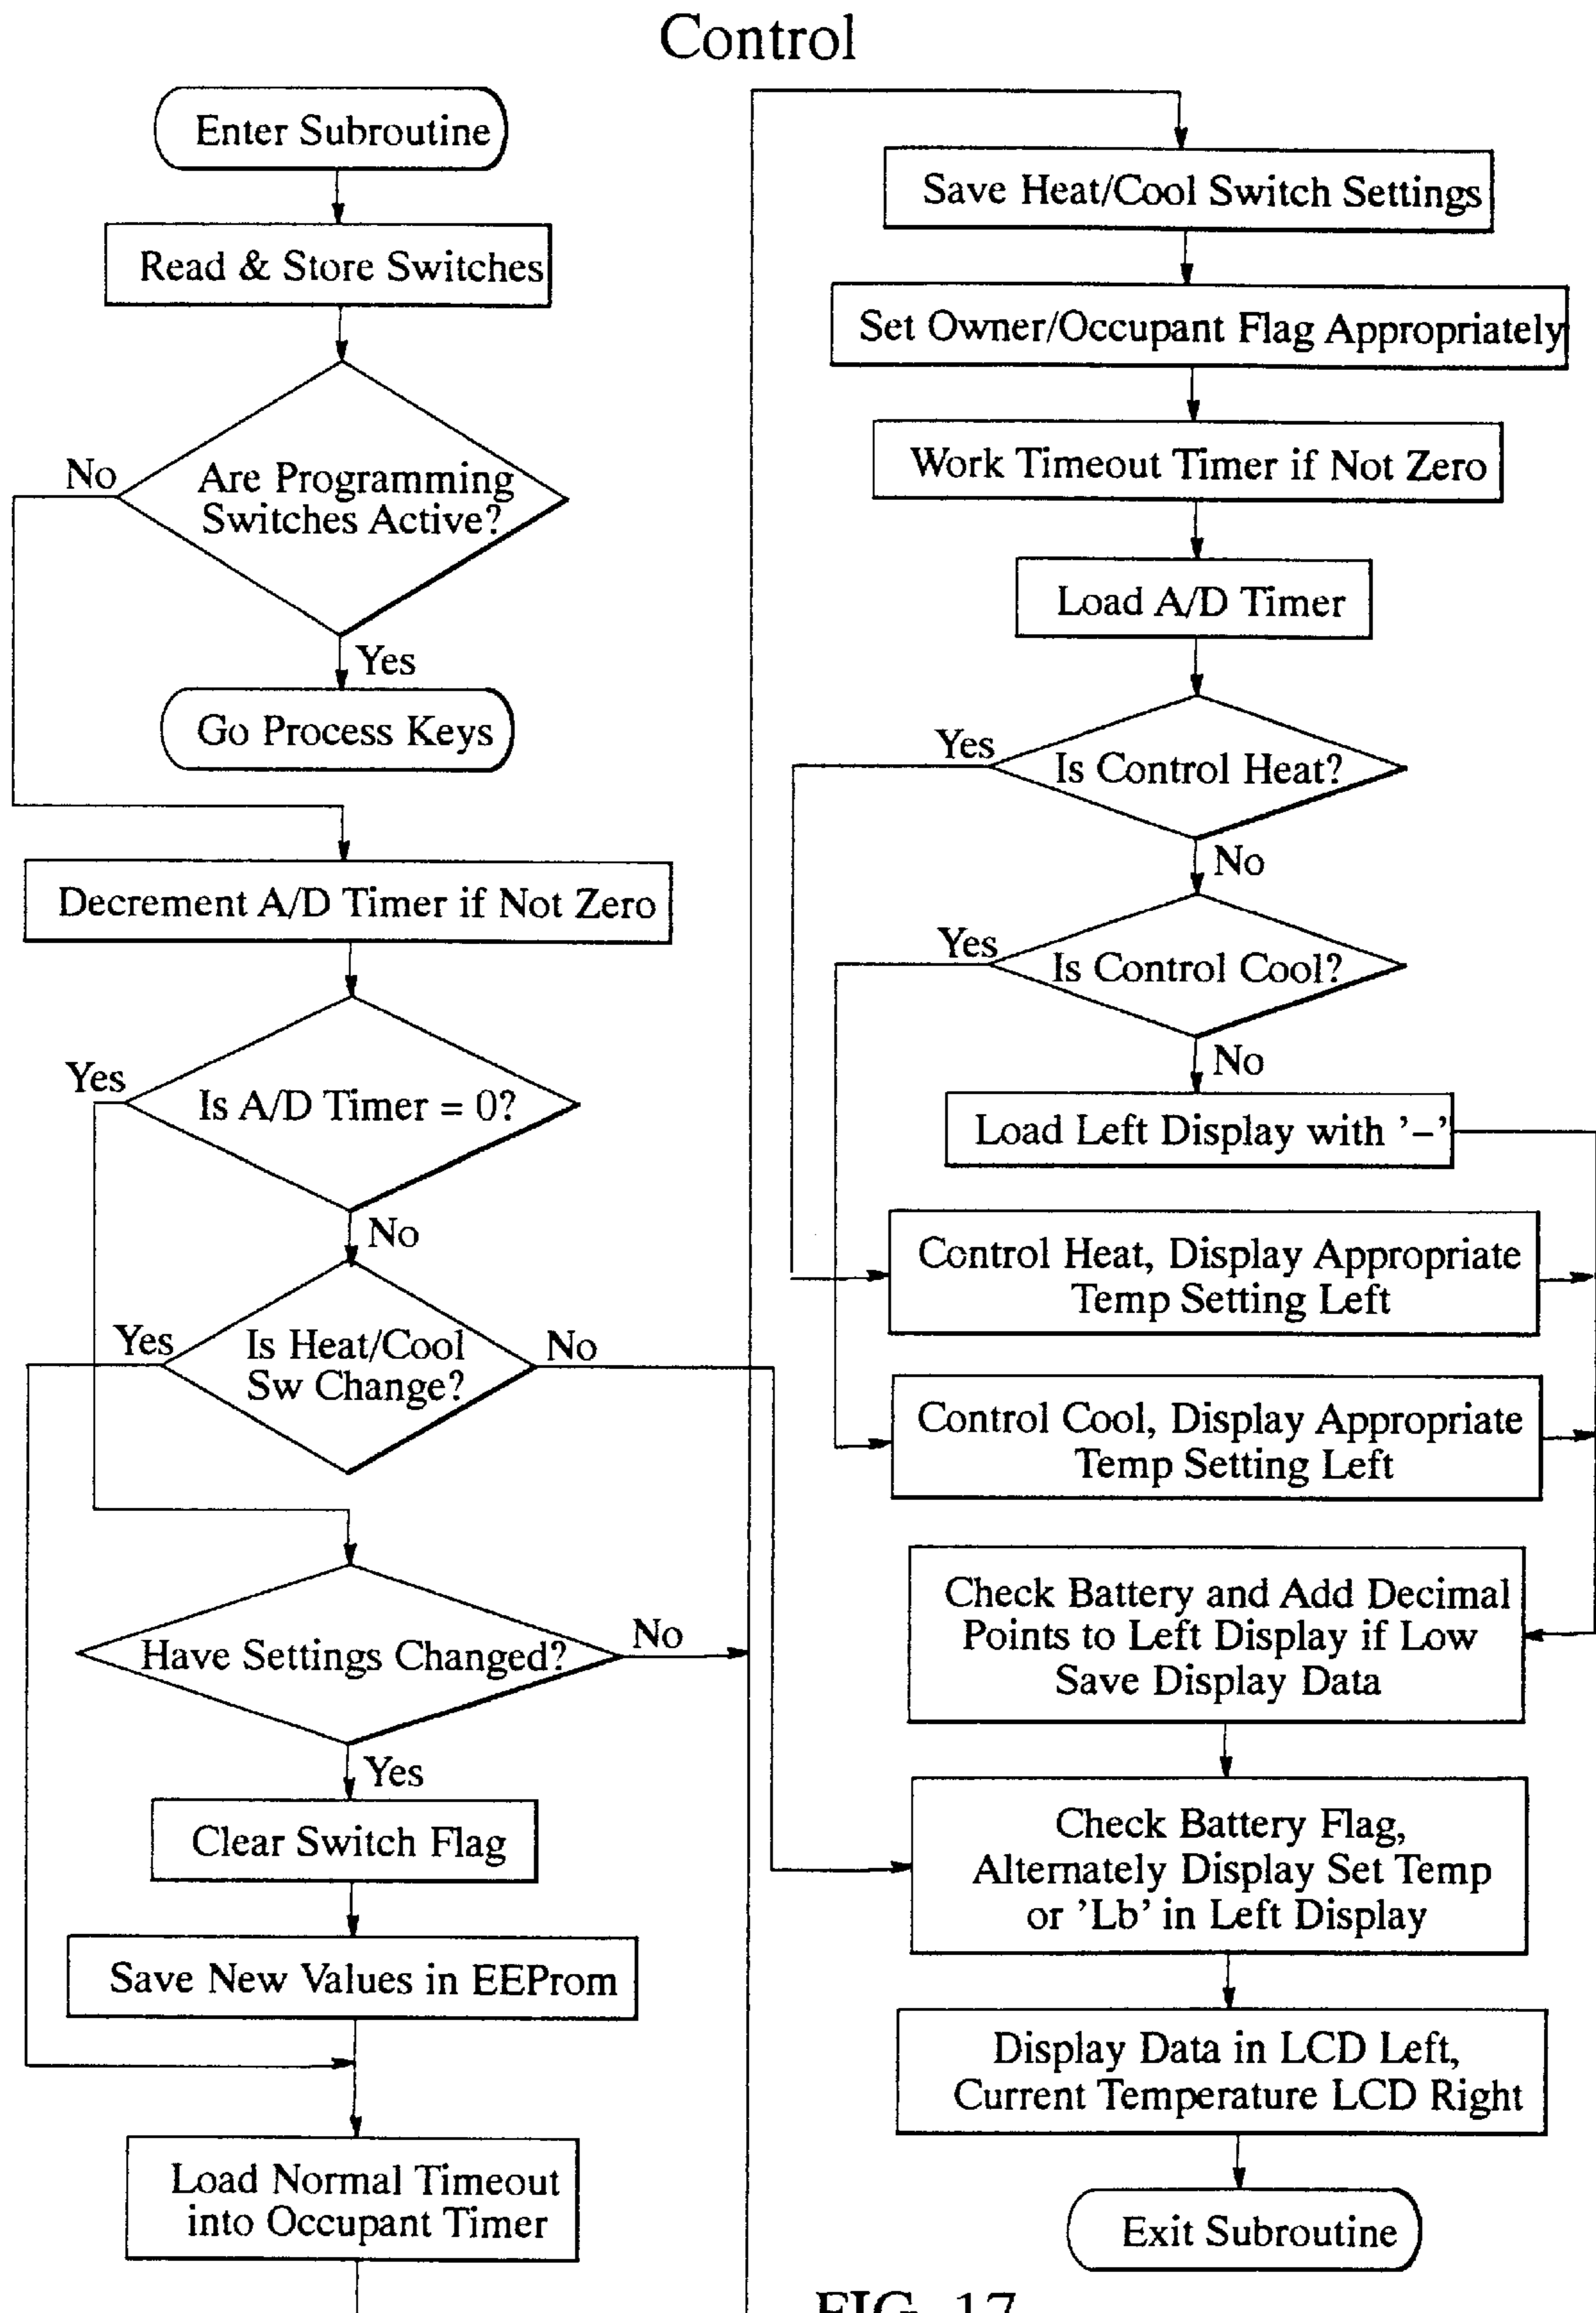 Control
Enter Subroutine
Read & Store Switches
Are Programming
Switches Active?
No
Yes
Go Process Keys
Decrement A/D Timer if Not Zero
Is A/D Timer = 0?
Yes
No
Is Heat/Cool
Sw Change?
Yes
No
Have Settings Changed?
No
Yes
Clear Switch Flag
Save New Values in EEProm
Load Normal Timeout
into Occupant Timer
Save Heat/Cool Switch Settings
Set Owner/Occupant Flag Appropriately
Work Timeout Timer if Not Zero
Load A/D Timer
Is Control Heat?
Yes
No
Is Control Cool?
Yes
No
Load Left Display with '–'
Control Heat, Display Appropriate
Temp Setting Left
Control Cool, Display Appropriate
Temp Setting Left
Check Battery and Add Decimal
Points to Left Display if Low
Save Display Data
Check Battery Flag,
Alternately Display Set Temp
or 'Lb' in Left Display
Display Data in LCD Left,
Current Temperature LCD Right
Exit Subroutine
FIG. 17